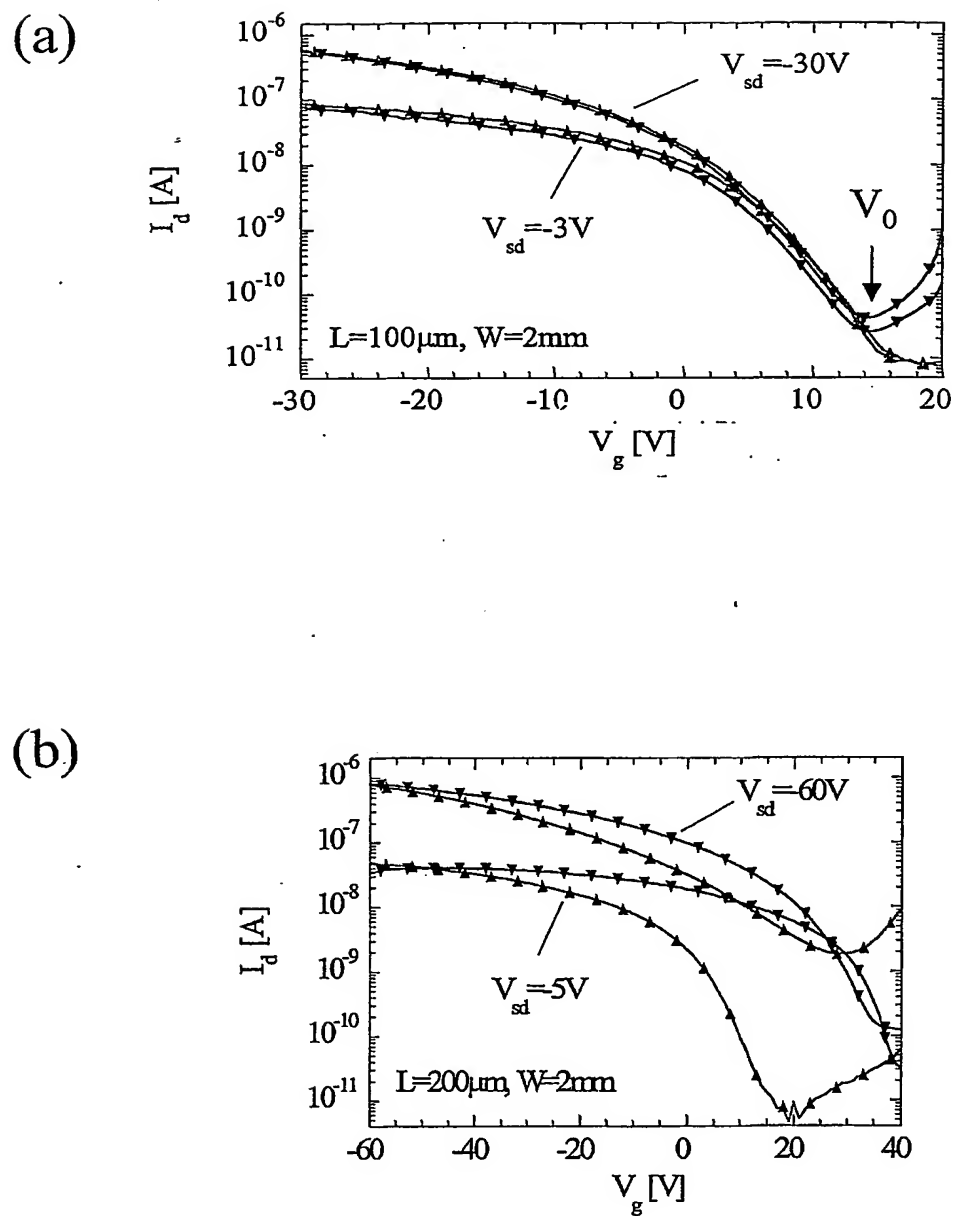 (a)
10^-6
10^-7
10^-8
10^-9
10^-10
10^-11
I_d [A]
V_sd=-30V
V_sd=-3V
V_0
L=100μm, W=2mm
-30 -20 -10 0 10 20
V_g [V]
(b)
10^-6
10^-7
10^-8
10^-9
10^-10
10^-11
I_d [A]
V_sd=-60V
V_sd=-5V
L=200μm, W=2mm
-60 -40 -20 0 20 40
V_g [V]